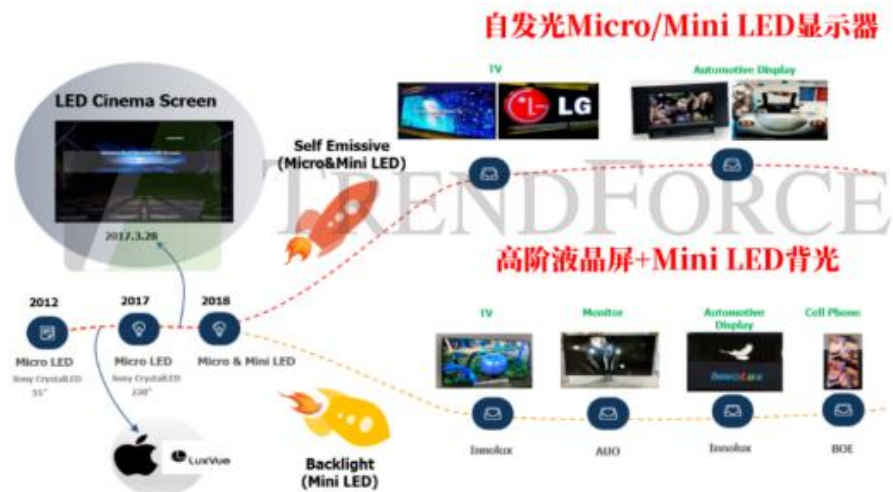 自发光Micro/Mini LED显示器
TV
Automotive Display
LG
LED Cinema Screen
2017.3.28
Self Emissive
(Micro&Mini LED)
TRENDFORCE
高阶液晶屏+Mini LED背光
2012
2017
2018
Micro LED
Sony CrystalLED
55"
Micro LED
Sony CrystalLED
220"
Micro & Mini LED
TV
Monitor
Automotive
Display
Cell Phone
Innolux
Innolux
AUO
Innolux
BOE
LuxVue
Backlight
(Mini LED)